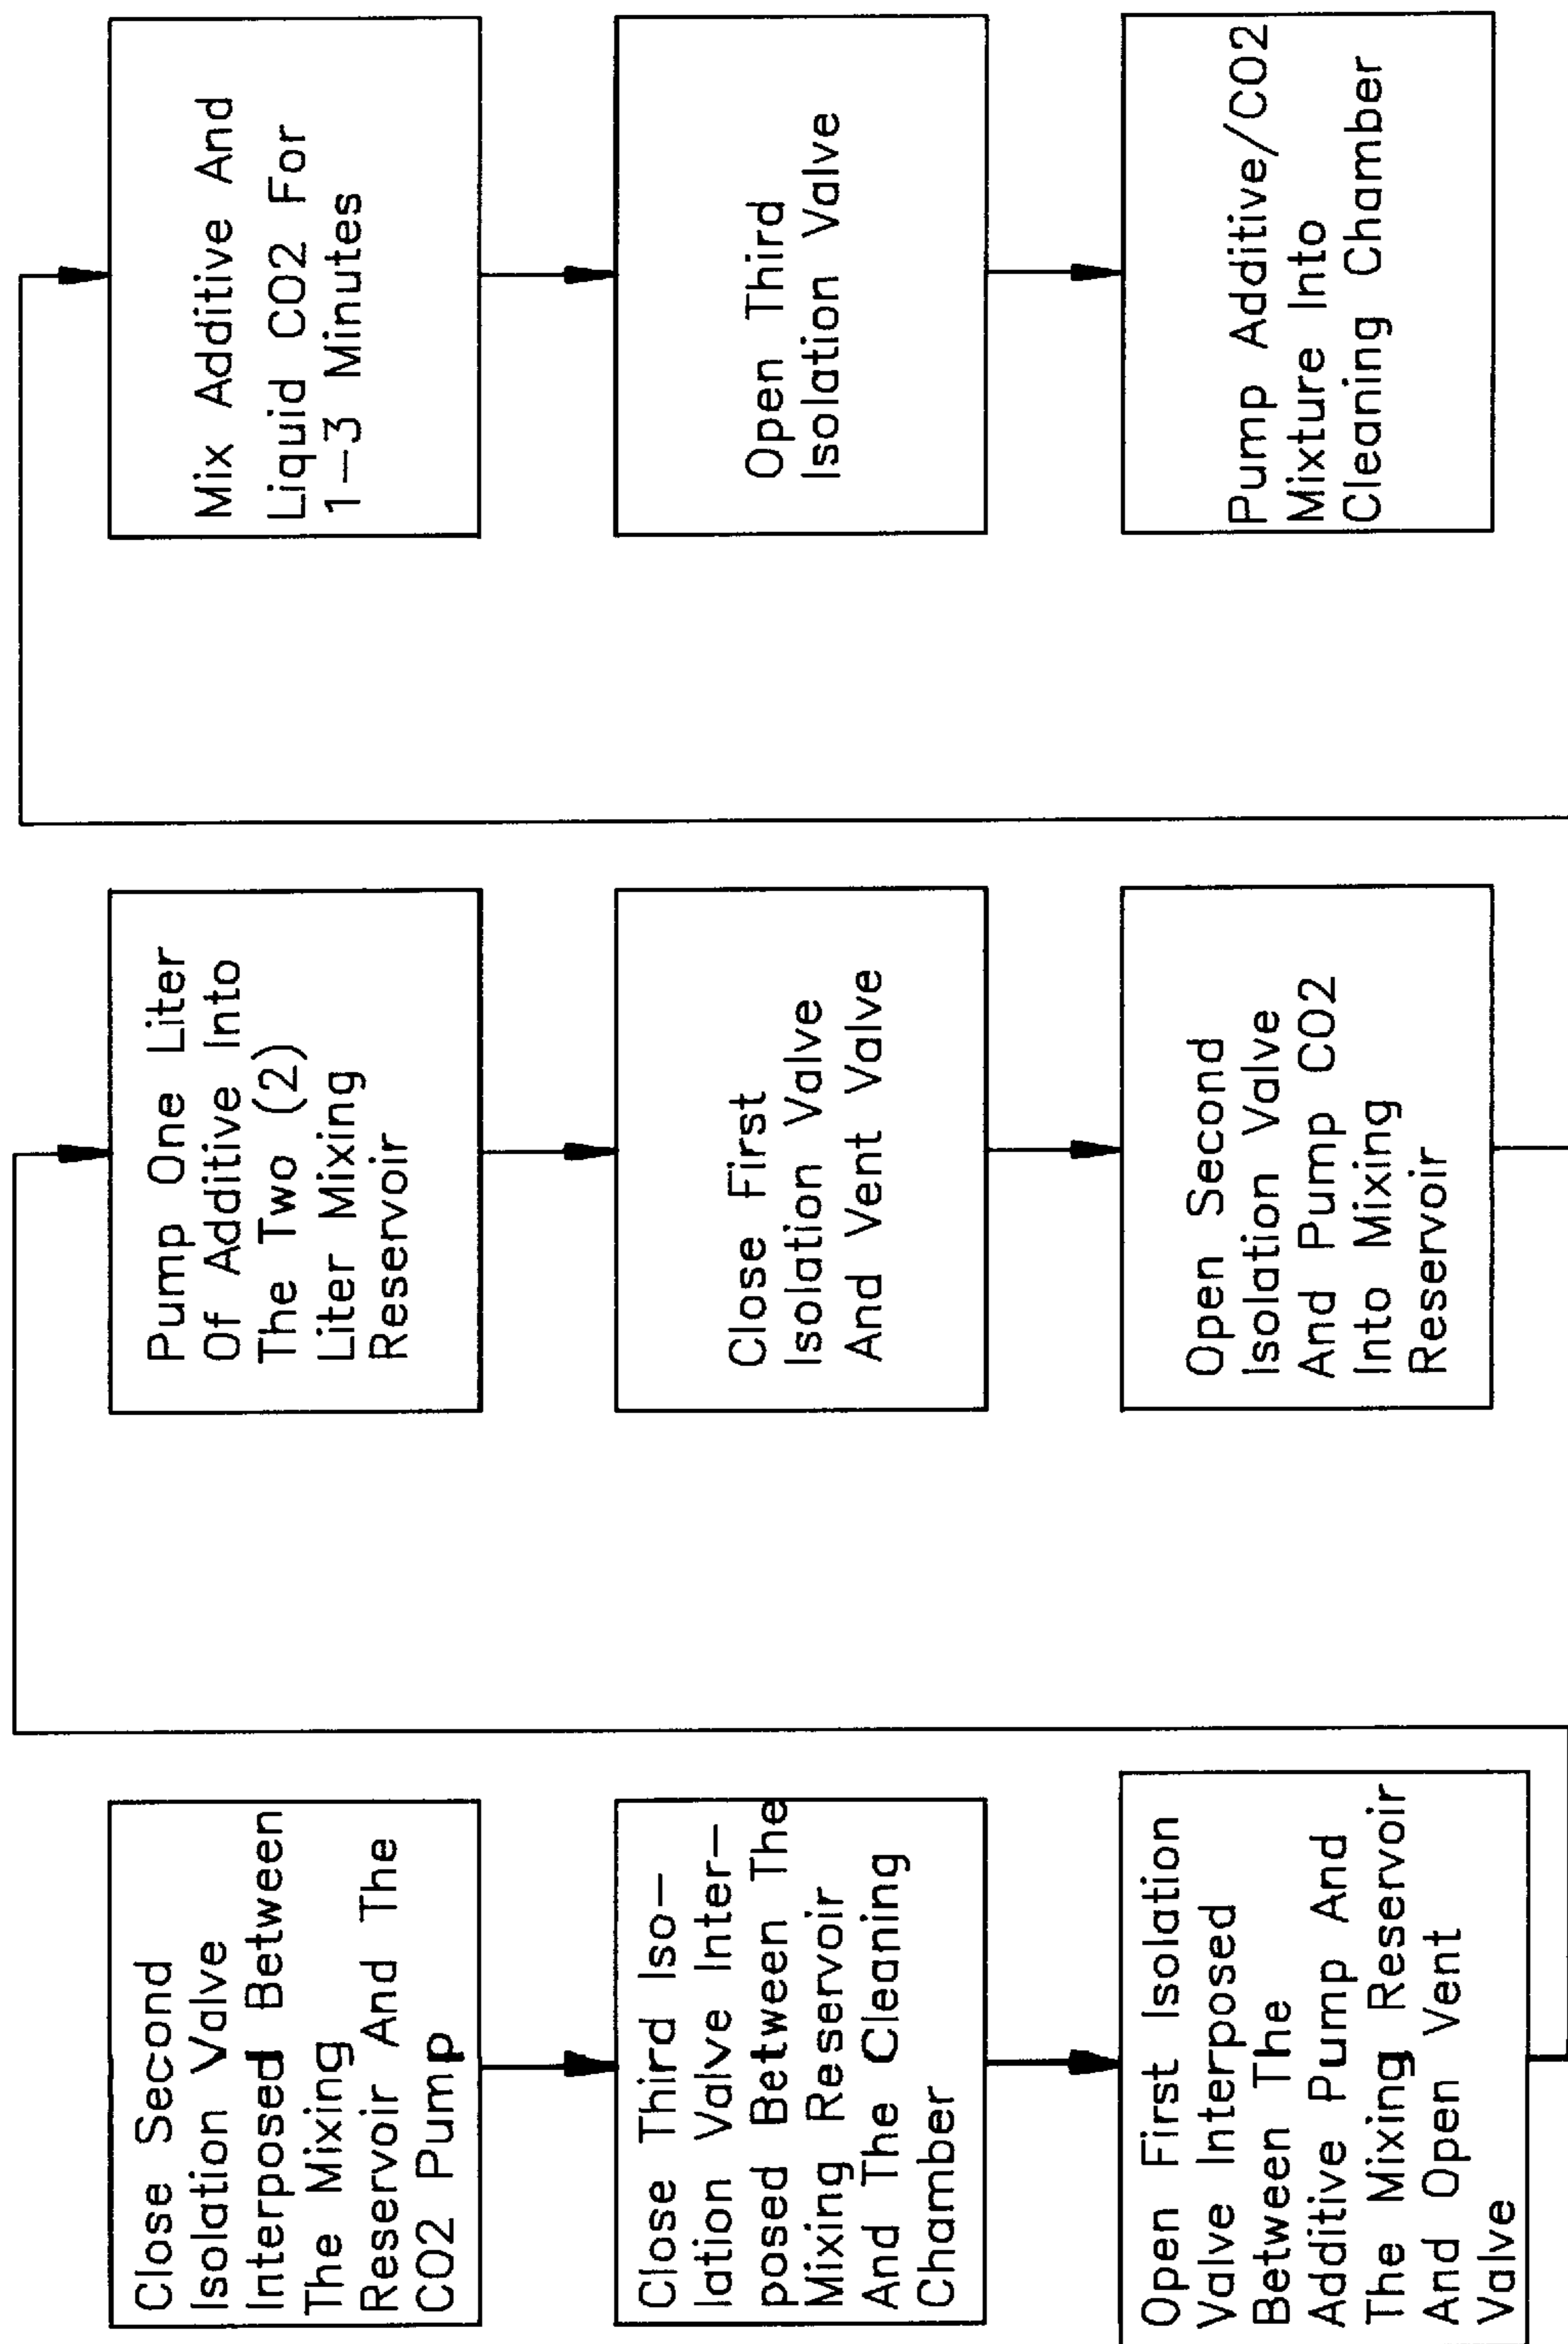 Close Second
Isolation Valve
Interposed Between
The Mixing
Reservoir And The
CO2 Pump
Close Third Iso–
lation Valve Inter–
posed Between The
Mixing Reservoir
And The Cleaning
Chamber
Open First Isolation
Valve Interposed
Between The
Additive Pump And
The Mixing Reservoir
And Open Vent
Valve
Pump One Liter
Of Additive Into
The Two (2)
Liter Mixing
Reservoir
Close First
Isolation Valve
And Vent Valve
Open Second
Isolation Valve
And Pump CO2
Into Mixing
Reservoir
Mix Additive And
Liquid CO2 For
1–3 Minutes
Open Third
Isolation Valve
Pump Additive/CO2
Mixture Into
Cleaning Chamber